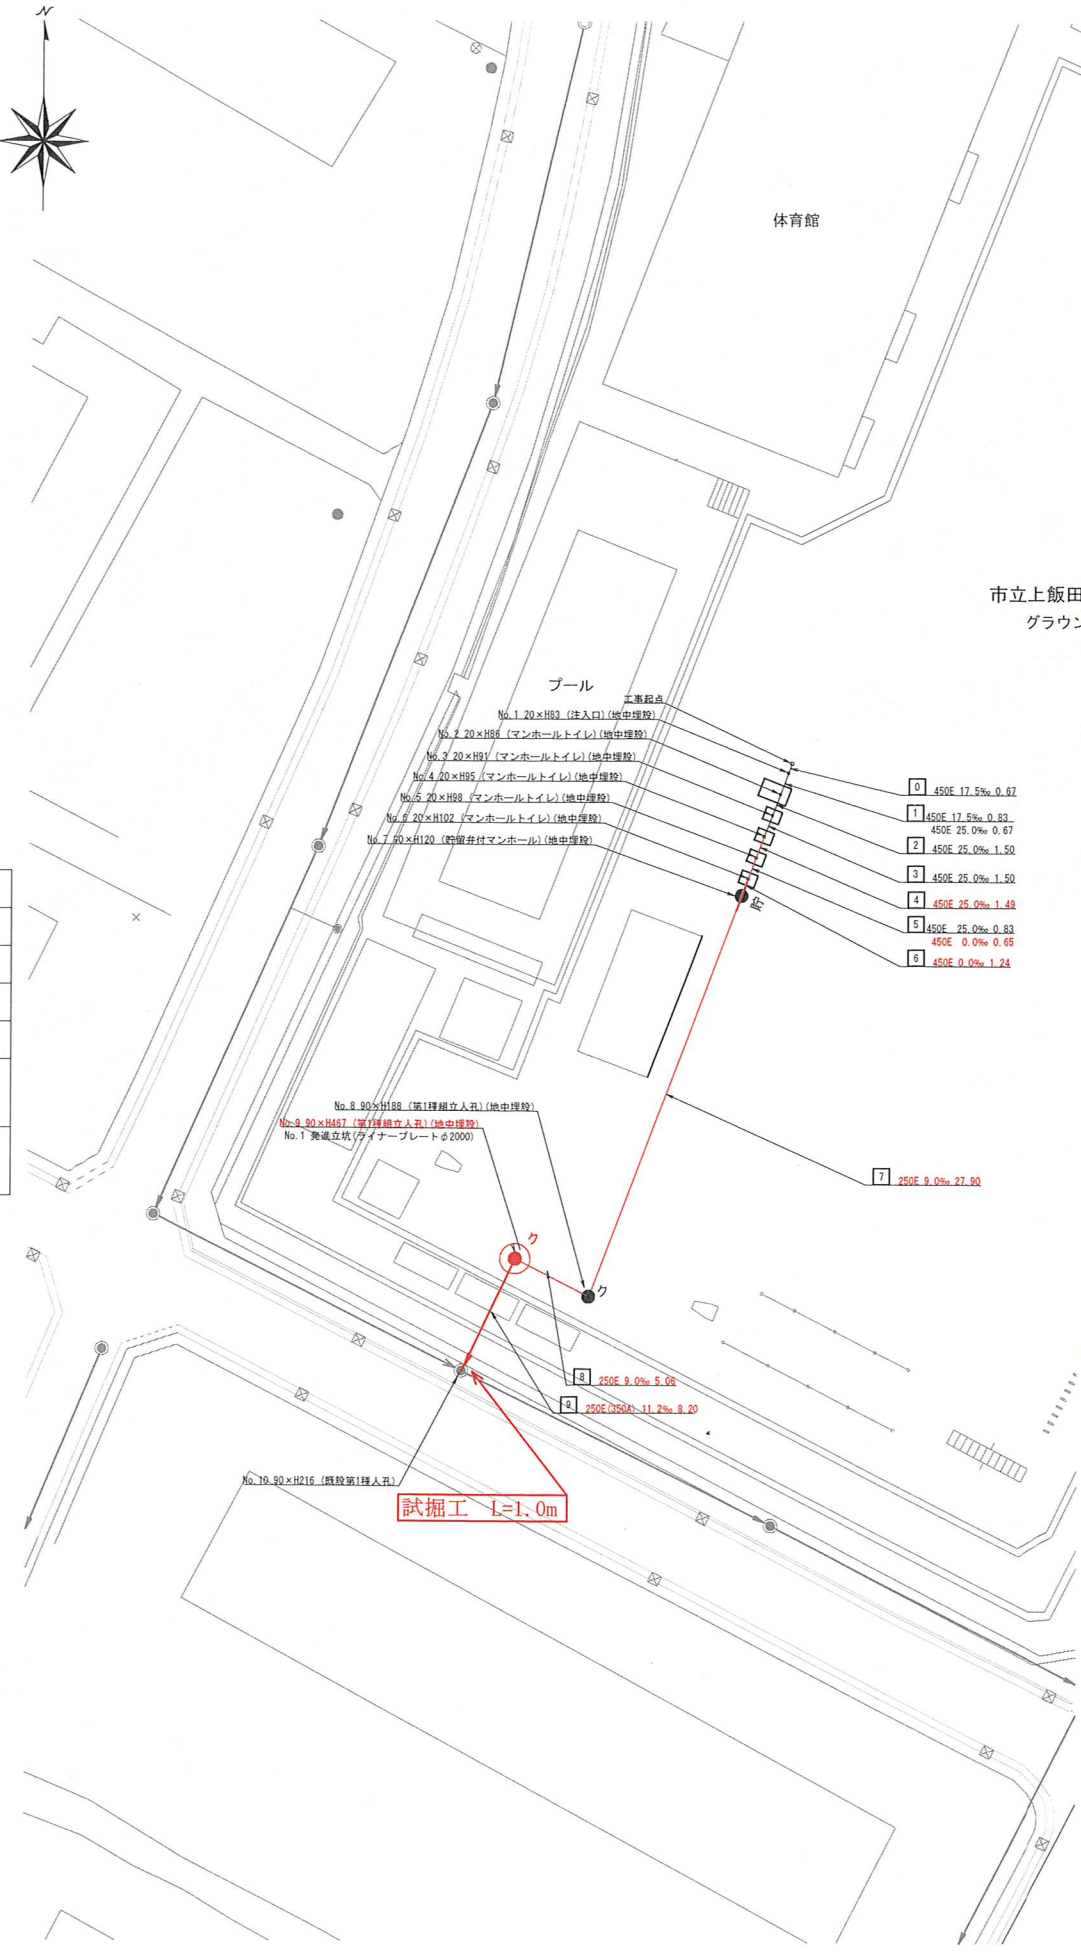 N
体育館
市立上飯田
グラウン
プール
工事起点
No.1 20×H83 (注入口)(地中埋設)
No.2 20×H86 (マンホールトイレ)(地中埋設)
No.3 20×H91 (マンホールトイレ)(地中埋設)
No.4 20×H95 (マンホールトイレ)(地中埋設)
No.5 20×H98 (マンホールトイレ)(地中埋設)
No.6 20×H102 (マンホールトイレ)(地中埋設)
No.7 90×H120 (貯留弁付マンホール)(地中埋設)
0 450E 17.5‰ 0.67
1 450E 17.5‰ 0.83
450E 25.0‰ 0.67
2 450E 25.0‰ 1.50
3 450E 25.0‰ 1.50
4 450E 25.0‰ 1.49
5 450E 25.0‰ 0.83
450E 0.0‰ 0.65
6 450E 0.0‰ 1.24
貯
No.8 90×H188 (第1種組立人孔)(地中埋設)
No.9 90×H467 (第1種組立人孔)(地中埋設)
No.1 発進立坑(ライナープレートφ2000)
7 250E 9.0‰ 27.90
ク
ク
8 250E 9.0‰ 5.06
9 250E(350A) 11.2‰ 8.20
No.10 90×H216 (既設第1種人孔)
試掘工 L=1.0m